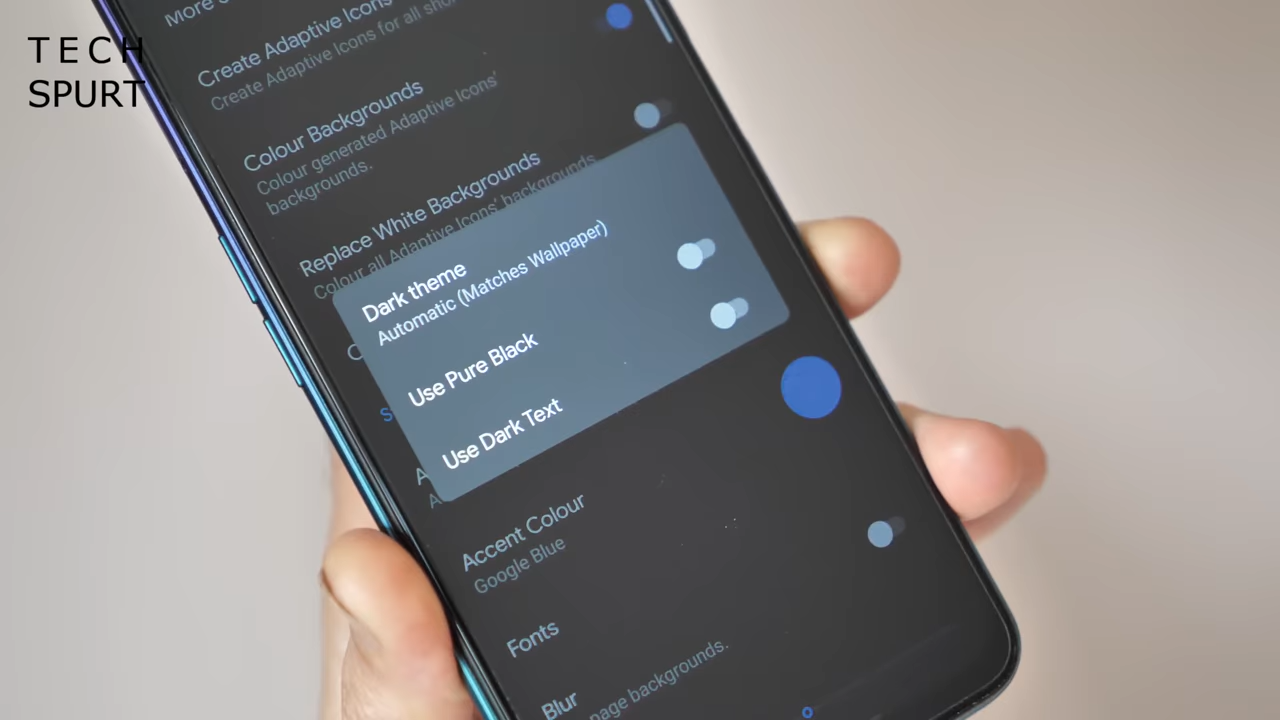 TECH
SPURT
More
Create Adaptive Icons
Create Adaptive Icons for all
Colour Backgrounds
Colour generated Adaptive Icons'
backgrounds.
Replace White Backgrounds
Colour all Adaptive Icons' backgrounds
Dark theme
Automatic (Matches Wallpaper)
Use Pure Black
Use Dark Text
Accent Colour
Google Blue
Fonts
Blur
page backgrounds.